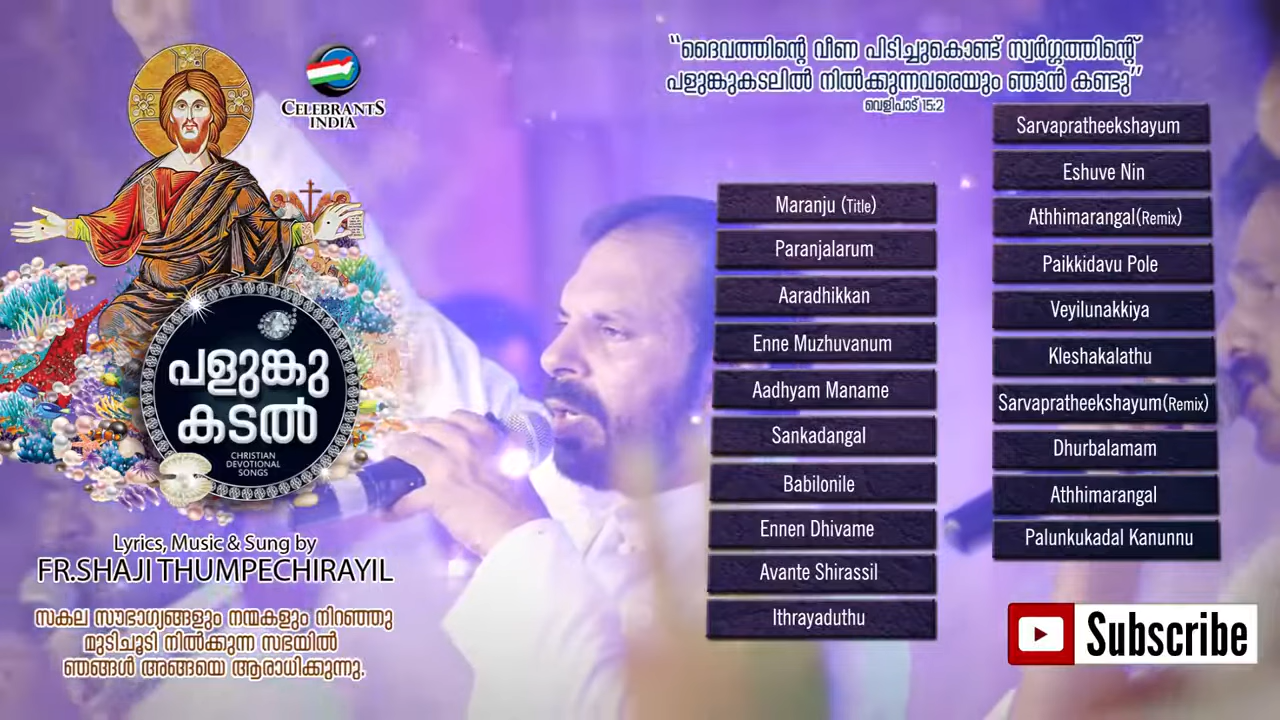 CELEBRANTS
INDIA
പളുങ്കു
കടൽ
CHRISTIAN
DEVOTIONAL
SONGS
Lyrics, Music & Sung by
FR.SHAJI THUMPECHIRAYIL
സകല സൗഭാഗ്യങ്ങളും നന്മകളും നിറഞ്ഞു
മുടിചൂടി നിൽക്കുന്ന സഭയിൽ
ഞങ്ങൾ അങ്ങയെ ആരാധിക്കുന്നു.
“ദൈവത്തിന്റെ വീണ പിടിച്ചുകൊണ്ട് സ്വർഗ്ഗത്തിന്റെ
പളുങ്കുകടലിൽ നിൽക്കുന്നവരെയും ഞാൻ കണ്ടു”
വെളിപാട് 15:2
Maranju (Title)
Paranjalarum
Aaradhikkan
Enne Muzhuvanum
Aadhyam Maname
Sankadangal
Babilonile
Ennen Dhivame
Avante Shirassil
Ithrayaduthu
Sarvapratheekshayum
Eshuve Nin
Athhimarangal(Remix)
Paikkidavu Pole
Veyilunakkiya
Kleshakalathu
Sarvapratheekshayum(Remix)
Dhurbalamam
Athhimarangal
Palunkukadal Kanunnu
Subscribe